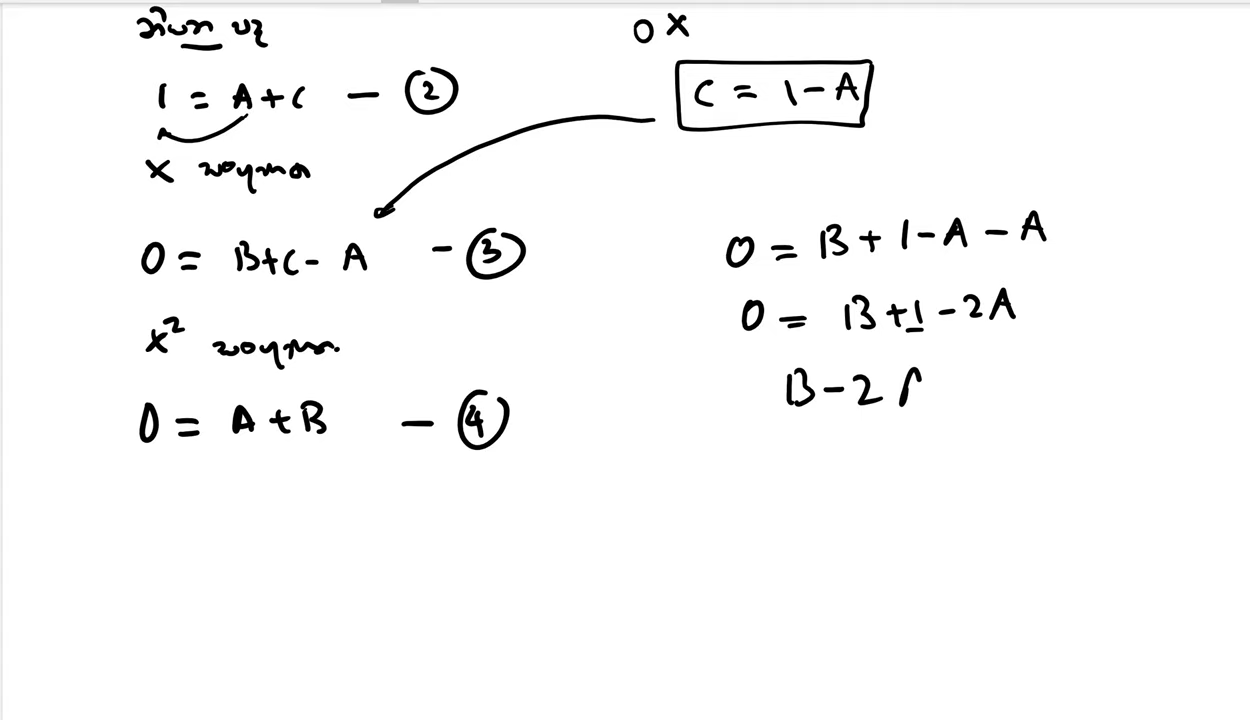 0 x
1 = A + C — ②
C = 1 - A
x
0 = B + C - A - ③
0 = B + 1 - A - A
x²
0 = B + 1 - 2A
B - 2
0 = A + B — ④